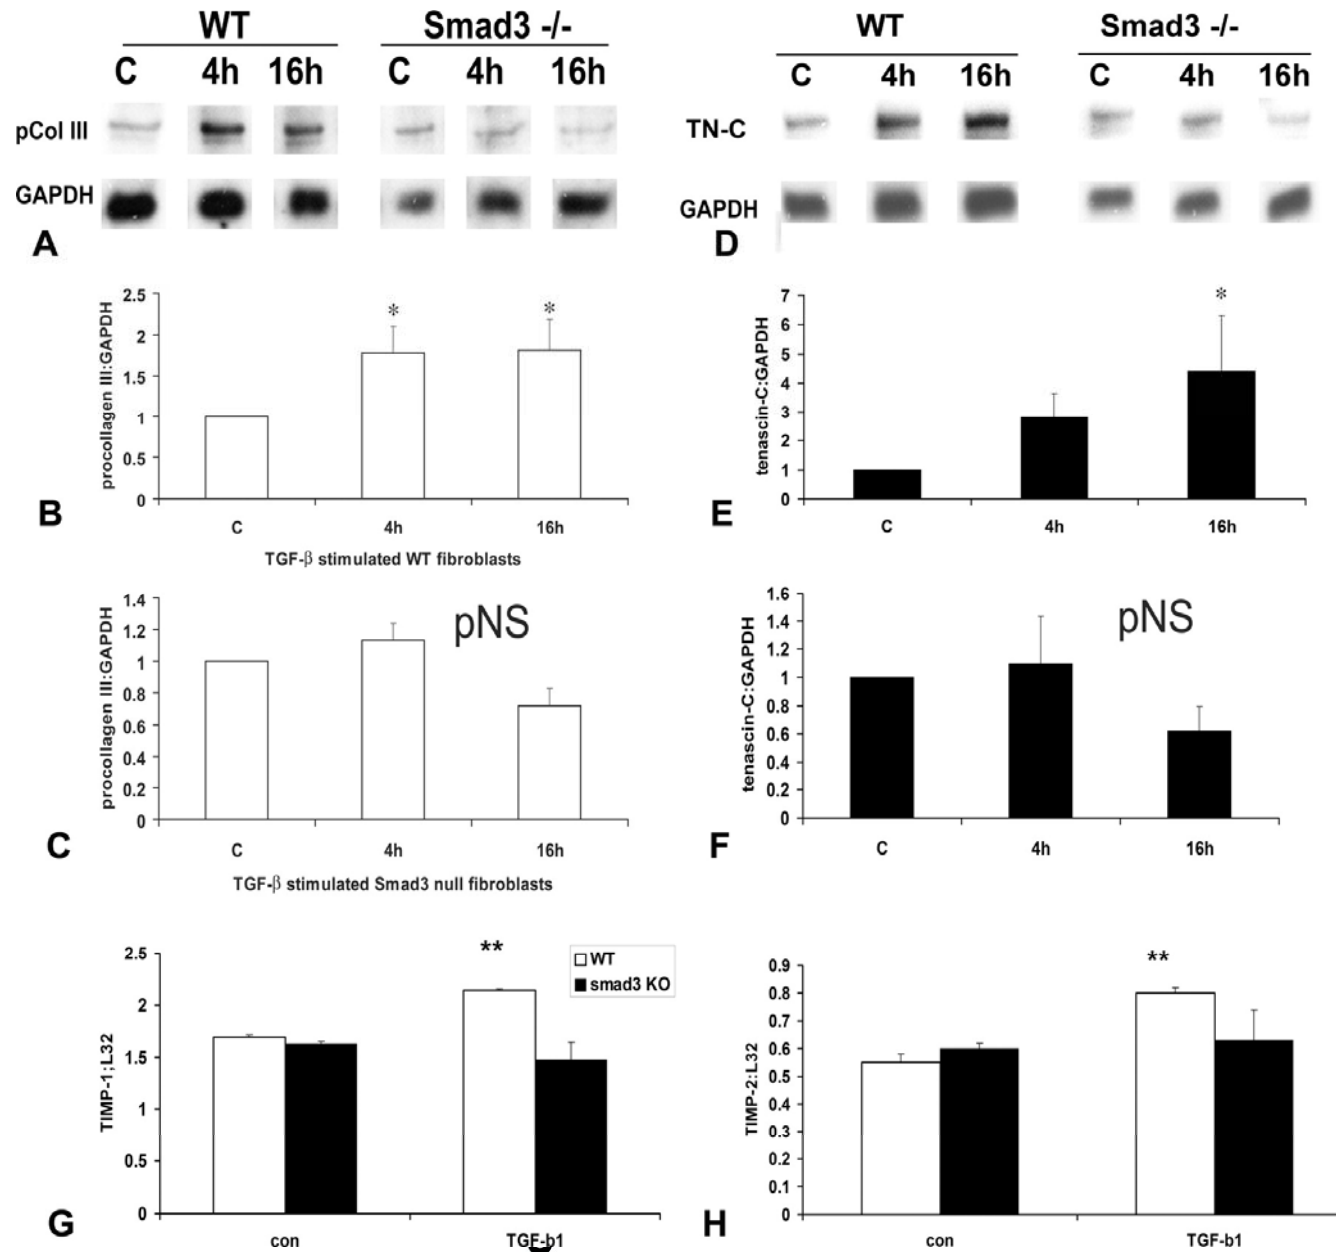 WT Smad3 -/-
C 4h 16h C 4h 16h
pCol III
GAPDH
A
WT Smad3 -/-
C 4h 16h C 4h 16h
TN-C
GAPDH
D
procollagen III:GAPDH
2.5
2
1.5
1
0.5
0
C 4h 16h
* *
B
TGF-β stimulated WT fibroblasts
tenascin-C:GAPDH
7
6
5
4
3
2
1
0
C 4h 16h
*
E
procollagen III:GAPDH
1.4
1.2
1
0.8
0.6
0.4
0.2
0
pNS
C 4h 16h
C
TGF-β stimulated Smad3 null fibroblasts
tenascin-C:GAPDH
1.6
1.4
1.2
1
0.8
0.6
0.4
0.2
0
pNS
C 4h 16h
F
TIMP-1;L32
2.5
2
1.5
1
0.5
0
**
WT
smad3 KO
con TGF-b1
G
TIMP-2:L32
0.9
0.8
0.7
0.6
0.5
0.4
0.3
0.2
0.1
0
**
con TGF-b1
H